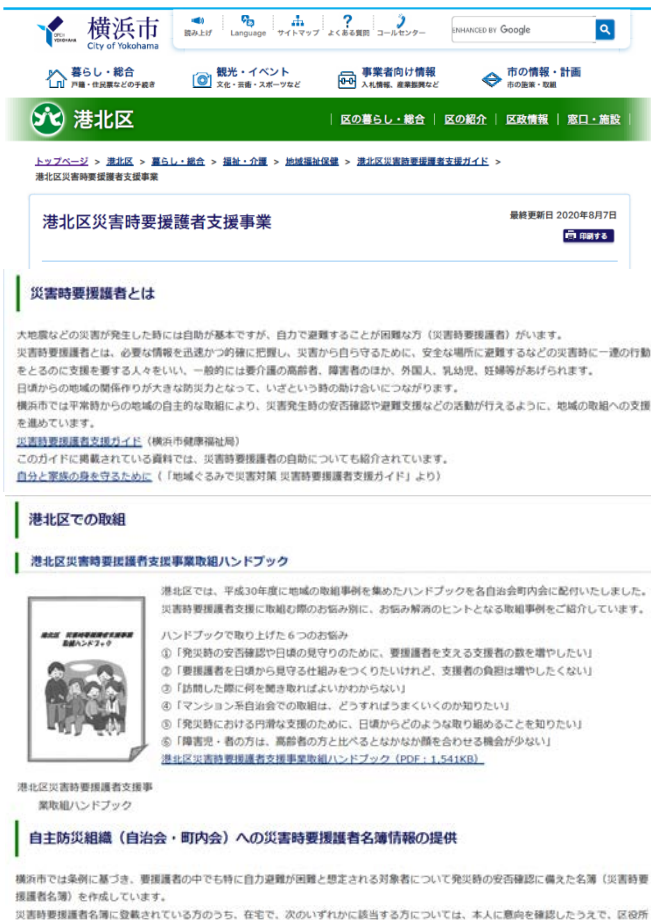 OPEN YOKOHAMA
横浜市
City of Yokohama
読み上げ
Language
サイトマップ
よくある質問
コールセンター
ENHANCED BY Google
暮らし・総合
戸籍・住民票などの手続き
観光・イベント
文化・芸術・スポーツなど
事業者向け情報
入札情報、産業振興など
市の情報・計画
市の施策・取組
港北区
区の暮らし・総合 | 区の紹介 | 区政情報 | 窓口・施設
トップページ > 港北区 > 暮らし・総合 > 福祉・介護 > 地域福祉保健 > 港北区災害時要援護者支援ガイド >
港北区災害時要援護者支援事業
港北区災害時要援護者支援事業
最終更新日 2020年8月7日
印刷する
災害時要援護者とは
大地震などの災害が発生した時には自助が基本ですが、自力で避難することが困難な方（災害時要援護者）がいます。
災害時要援護者とは、必要な情報を迅速かつ的確に把握し、災害から自らを守るために、安全な場所に避難するなどの災害時に一連の行動
をとるのに支援を要する人々をいい、一般的には要介護の高齢者、障害者のほか、外国人、乳幼児、妊婦等があげられます。
日頃からの地域の関係作りが大きな防災力となって、いざという時の助け合いにつながります。
横浜市では平常時からの地域の自主的な取組により、災害発生時の安否確認や避難支援などの活動が行えるように、地域の取組への支援
を進めています。
災害時要援護者支援ガイド（横浜市健康福祉局）
このガイドに掲載されている資料では、災害時要援護者の自助についても紹介されています。
自分と家族の身を守るために（「地域ぐるみで災害対策 災害時要援護者支援ガイド」より）
港北区での取組
港北区災害時要援護者支援事業取組ハンドブック
港北区では、平成30年度に地域の取組事例を集めたハンドブックを各自治会町内会に配付いたしました。
災害時要援護者支援に取組む際のお悩み別に、お悩み解消のヒントとなる取組事例をご紹介しています。
ハンドブックで取り上げた６つのお悩み
①「発災時の安否確認や日頃の見守りのために、要援護者を支える支援者の数を増やしたい」
②「要援護者を日頃から見守る仕組みをつくりたいけれど、支援者の負担は増やしたくない」
③「訪問した際に何を聞き取ればよいかわからない」
④「マンション系自治会での取組は、どうすればうまくいくのか知りたい」
⑤「発災時における円滑な支援のために、日頃からどのような取り組めることを知りたい」
⑥「障害児・者の方は、高齢者の方と比べるとなかなか顔を合わせる機会が少ない」
港北区災害時要援護者支援事業取組ハンドブック（PDF：1,541KB）
港北区 災害時要援護者支援事業
取組ハンドブック
港北区災害時要援護者支援事
業取組ハンドブック
自主防災組織（自治会・町内会）への災害時要援護者名簿情報の提供
横浜市では条例に基づき、要援護者の中でも特に自力避難が困難と想定される対象者について発災時の安否確認に備えた名簿（災害時要
援護者名簿）を作成しています。
災害時要援護者名簿に登載されている方のうち、在宅で、次のいずれかに該当する方については、本人に意向を確認したうえで、区役所